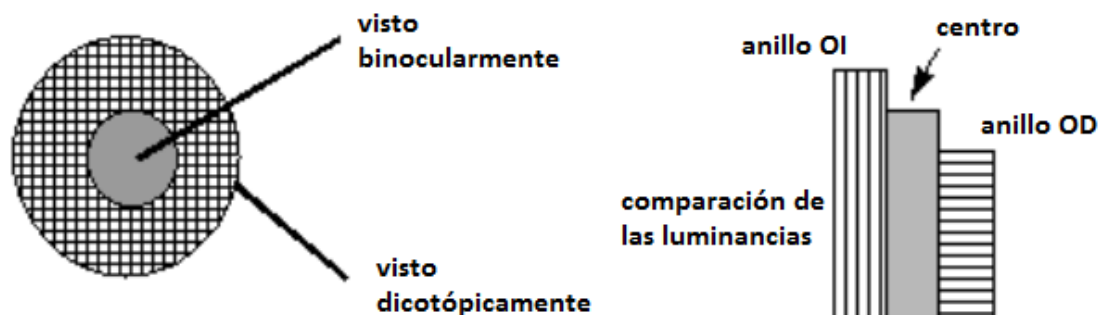 visto
binocularmente
visto
dicotópicamente
anillo OI
centro
anillo OD
comparación de
las luminancias